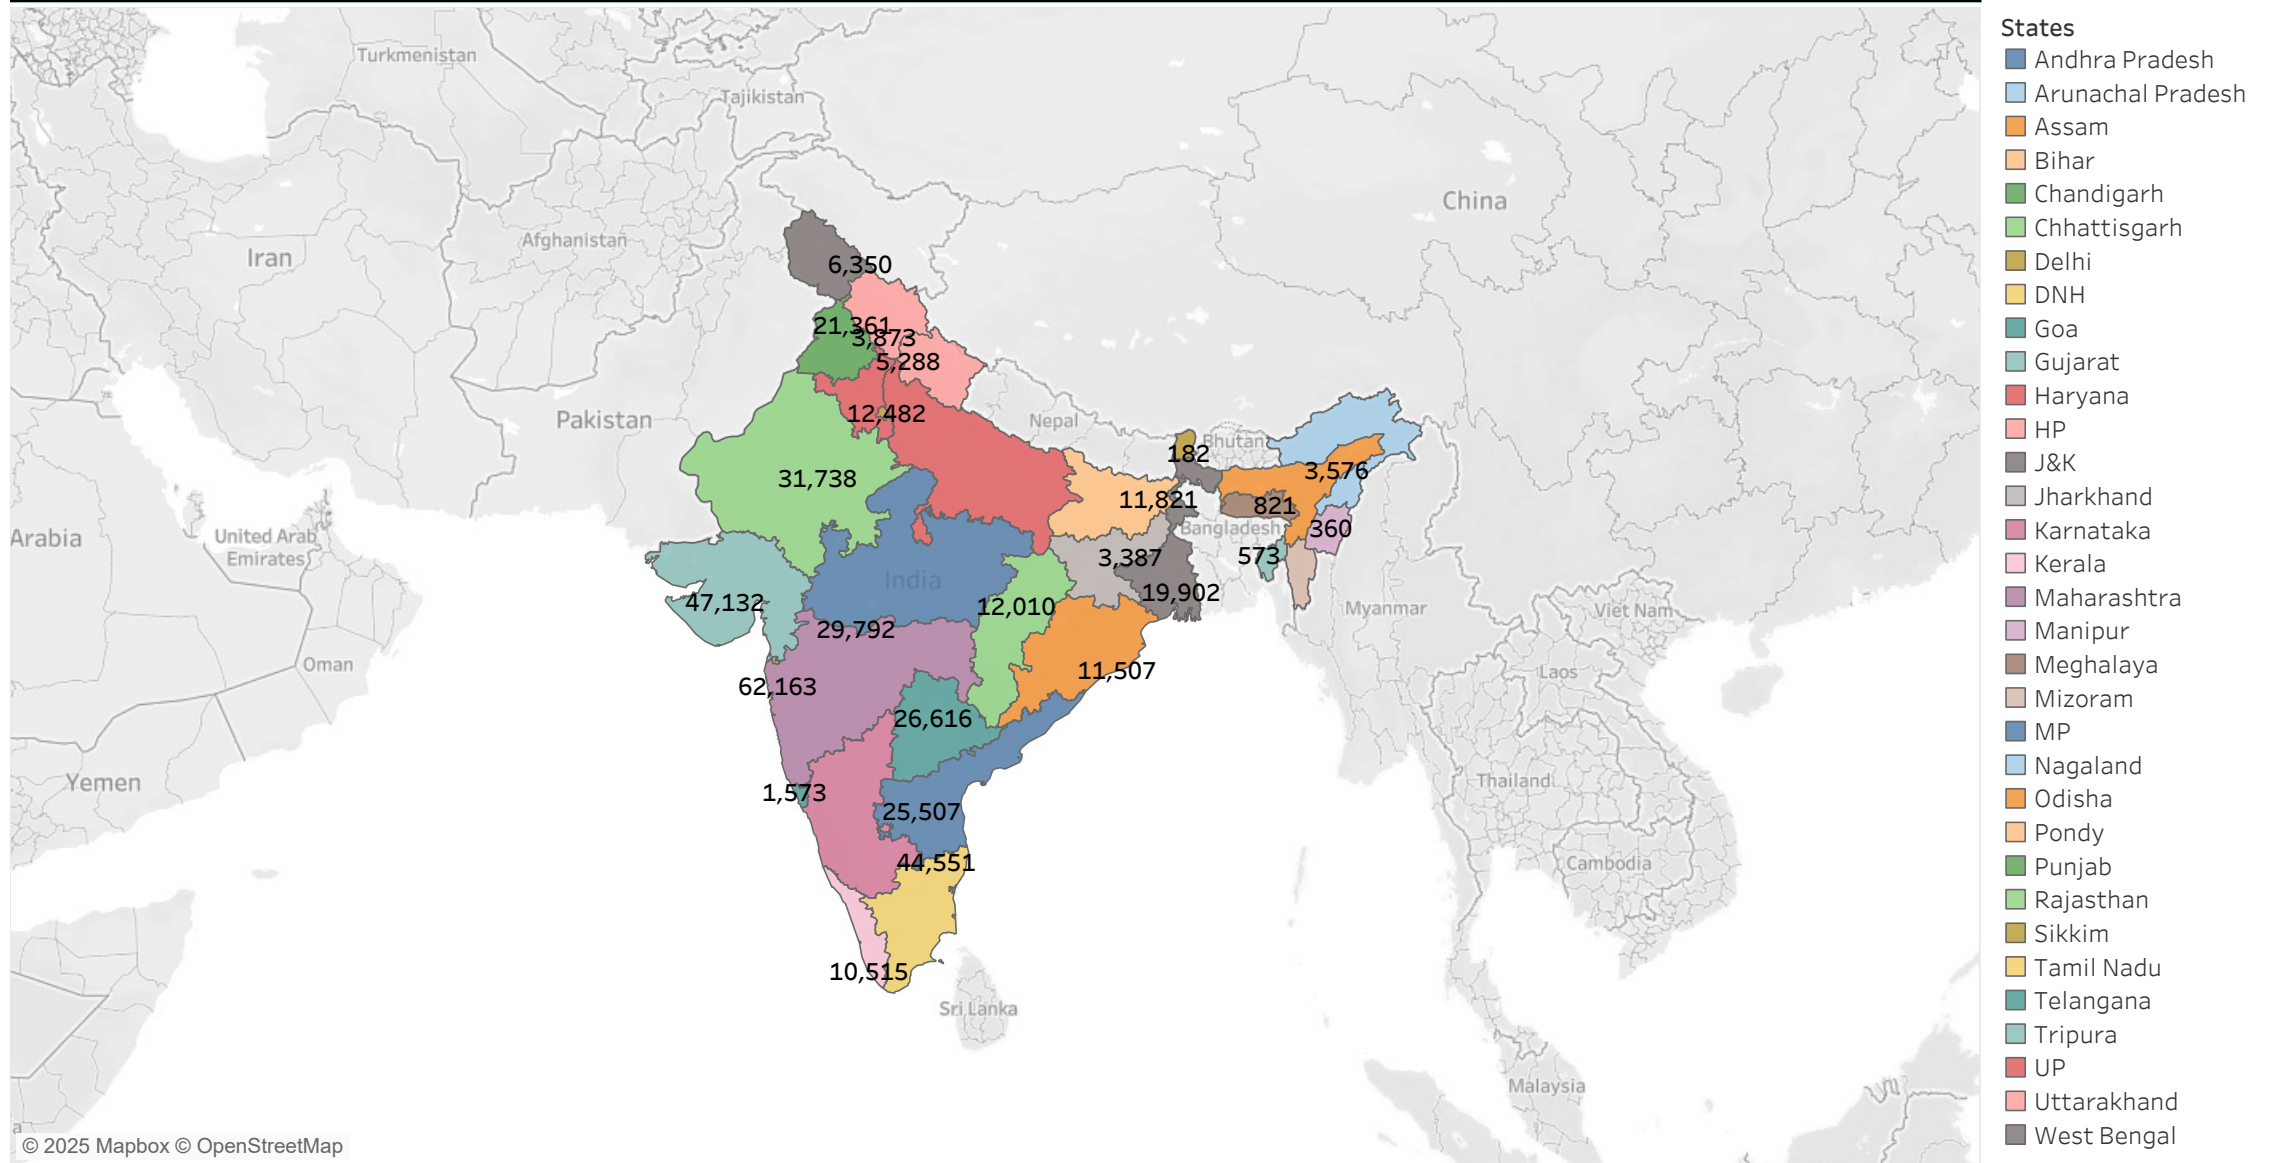 Turkmenistan
Tajikistan
China
Afghanistan
Iran
6,350
21,361
3,873
5,288
Pakistan
12,482
Nepal
Bhutan
182
3,576
31,738
11,821
821
360
Bangladesh
Arabia
United Arab
Emirates
573
3,387
India
47,132
12,010
19,902
Myanmar
Viet Nam
29,792
Oman
11,507
Laos
62,163
26,616
Yemen
Thailand
1,573
25,507
44,551
Cambodia
10,515
Sri Lanka
Malaysia
a
© 2025 Mapbox © OpenStreetMap
States
Andhra Pradesh
Arunachal Pradesh
Assam
Bihar
Chandigarh
Chhattisgarh
Delhi
DNH
Goa
Gujarat
Haryana
HP
J&K
Jharkhand
Karnataka
Kerala
Maharashtra
Manipur
Meghalaya
Mizoram
MP
Nagaland
Odisha
Pondy
Punjab
Rajasthan
Sikkim
Tamil Nadu
Telangana
Tripura
UP
Uttarakhand
West Bengal